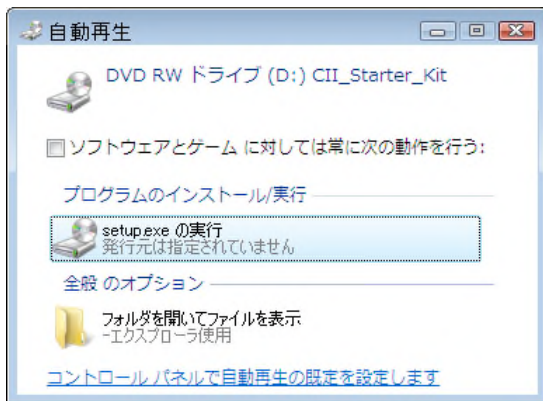 自動再生
DVD RW ドライブ (D:) CII_Starter_Kit
ソフトウェアとゲーム に対しては常に次の動作を行う:
プログラムのインストール/実行
setup.exe の実行
発行元は指定されていません
全般 のオプション
フォルダを開いてファイルを表示
-エクスプローラ使用
コントロール パネルで自動再生の既定を設定します